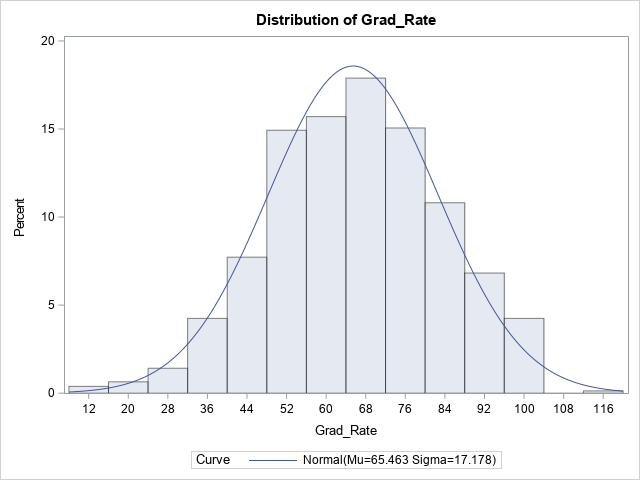 Distribution of Grad_Rate
20
15
10
5
0
Percent
12 20 28 36 44 52 60 68 76 84 92 100 108 116
Grad_Rate
Curve Normal(Mu=65.463 Sigma=17.178)